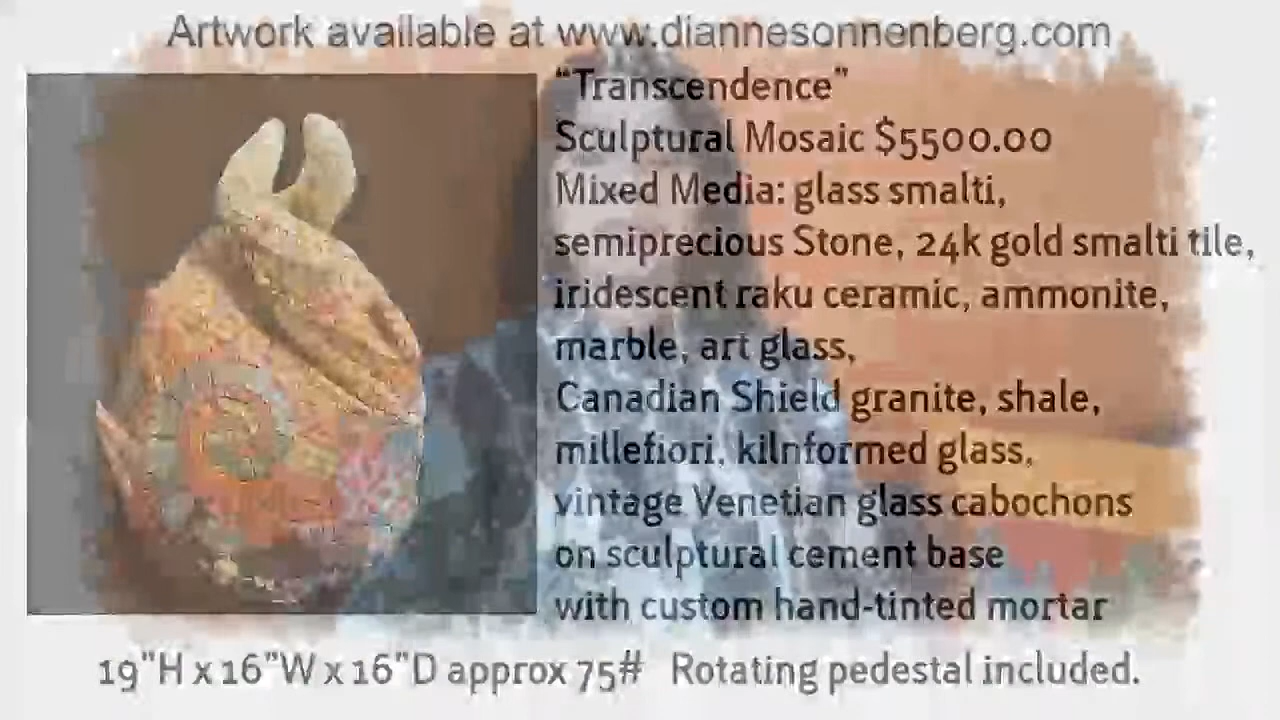 Artwork available at www.diannesonnenberg.com
"Transcendence"
Sculptural Mosaic $5500.00
Mixed Media: glass smalti,
semiprecious Stone, 24k gold smalti tile,
iridescent raku ceramic, ammonite,
marble, art glass,
Canadian Shield granite, shale,
millefiori, kilnformed glass,
vintage Venetian glass cabochons
on sculptural cement base
with custom hand-tinted mortar
19"H x 16"W x 16"D approx 75# Rotating pedestal included.